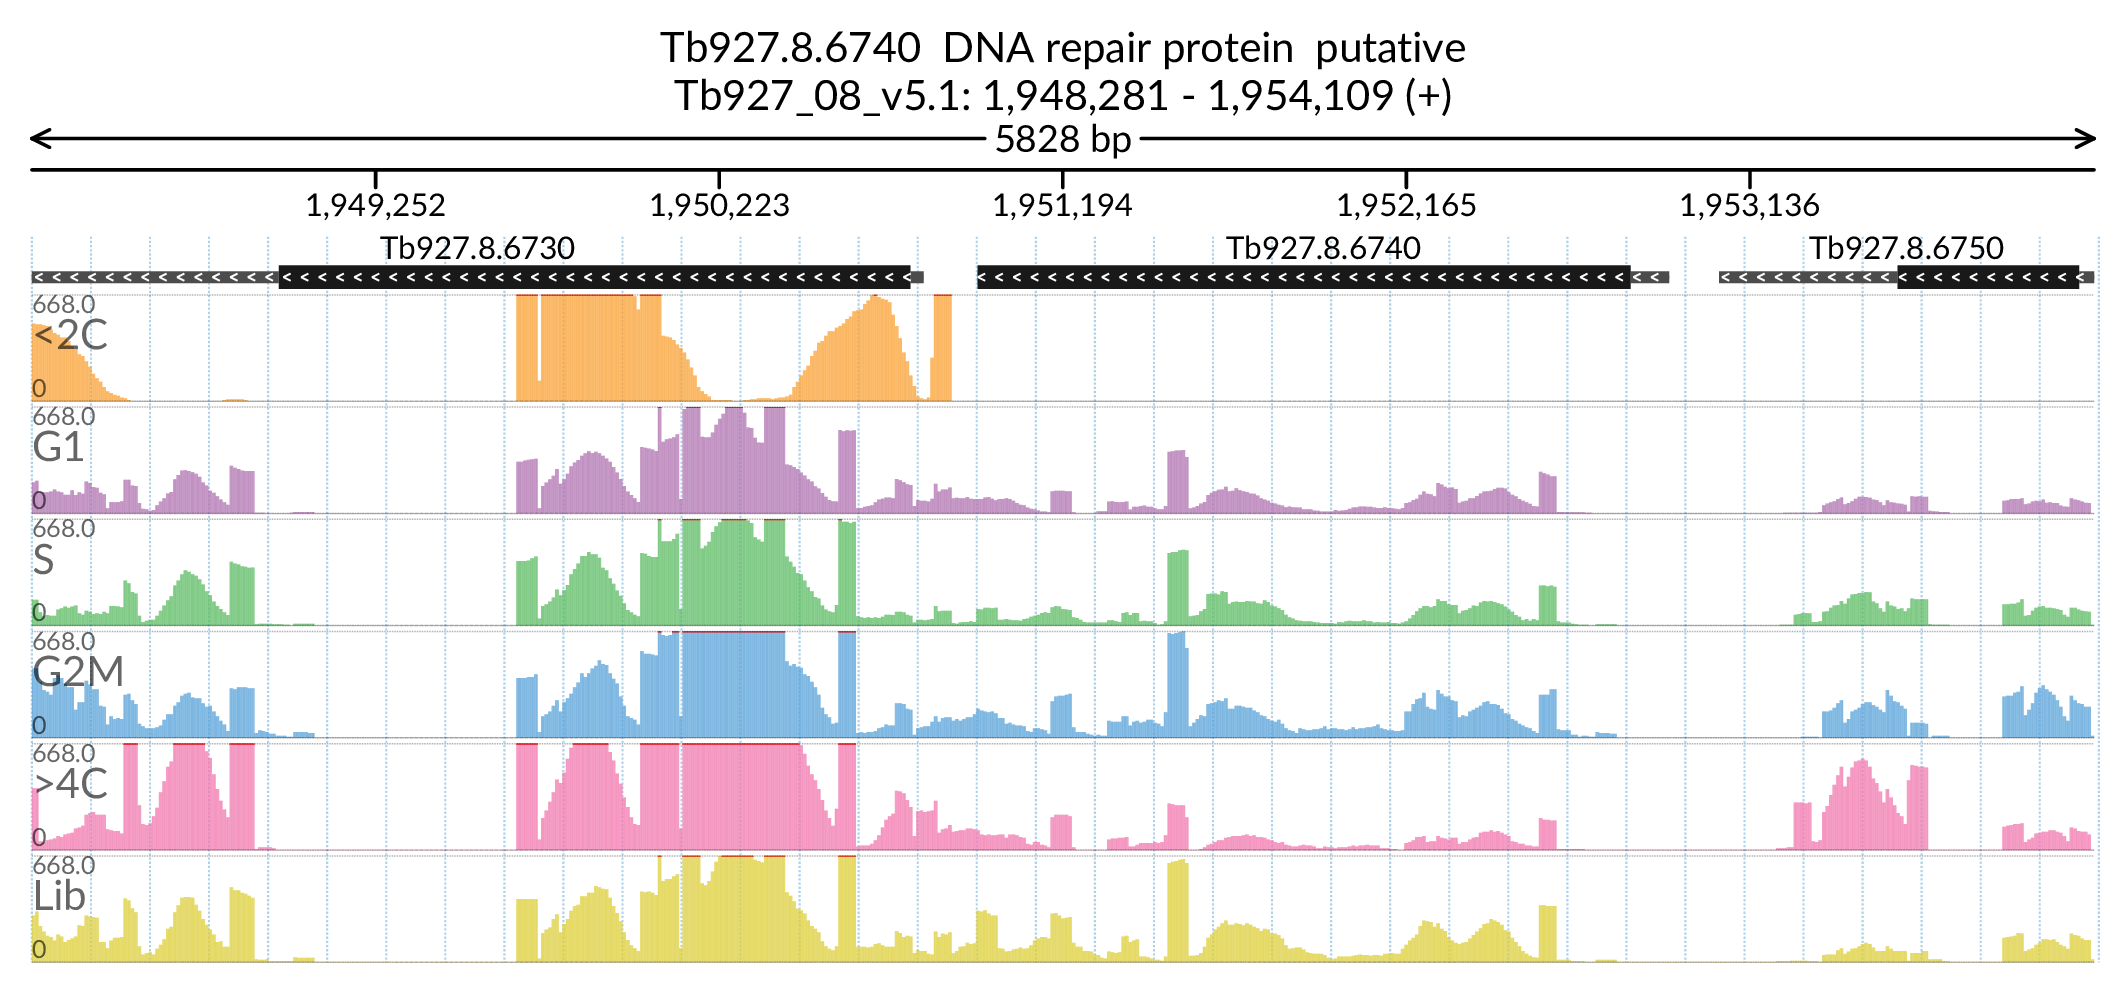 Tb927.8.6740  DNA repair protein  putative
Tb927_08_v5.1: 1,948,281 - 1,954,109 (+)
5828 bp
1,949,252 1,950,223 1,951,194 1,952,165 1,953,136
Tb927.8.6730 Tb927.8.6740 Tb927.8.6750
668.0
<2C
0
668.0
G1
0
668.0
S
0
668.0
G2M
0
668.0
>4C
0
668.0
Lib
0